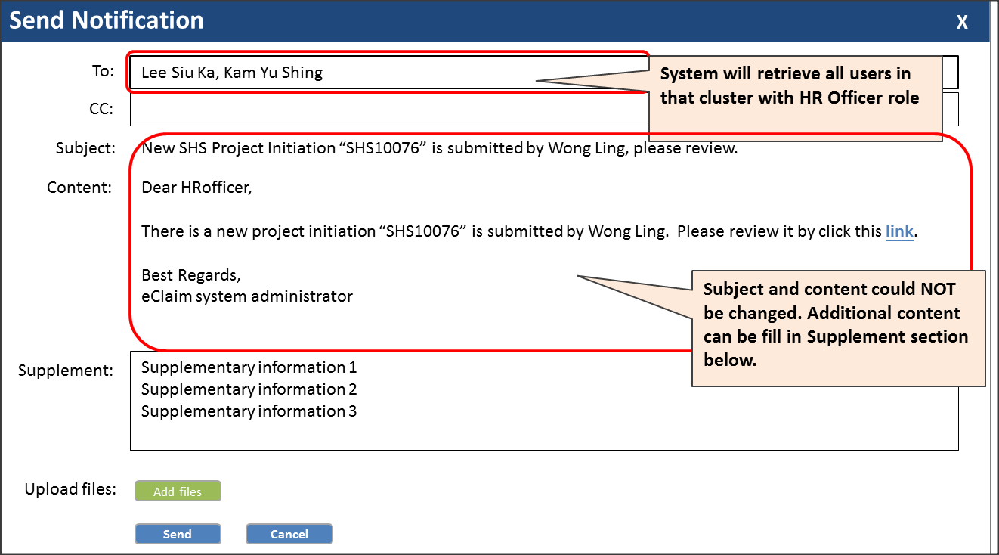 Send Notification
X
To:
Lee Siu Ka, Kam Yu Shing
System will retrieve all users in
that cluster with HR Officer role
CC:
Subject:
New SHS Project Initiation “SHS10076” is submitted by Wong Ling, please review.
Content:
Dear HRofficer,
There is a new project initiation “SHS10076” is submitted by Wong Ling.  Please review it by click this link.
Best Regards,
eClaim system administrator
Subject and content could NOT
be changed. Additional content
can be fill in Supplement section
below.
Supplement:
Supplementary information 1
Supplementary information 2
Supplementary information 3
Upload files:
Add files
Send
Cancel